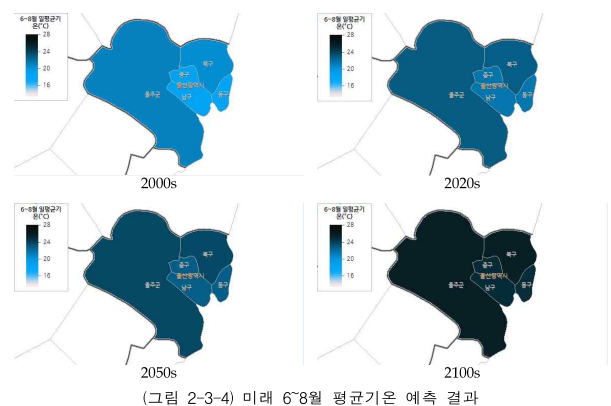 6~8월 일평균기
온(°C)
28
24
20
16
북구
중구
울산광역시
울주군
남구
동구
2000s
6~8월 일평균기
온(°C)
28
24
20
16
북구
중구
울산광역시
울주군
남구
동구
2020s
6~8월 일평균기
온(°C)
28
24
20
16
북구
중구
울산광역시
울주군
남구
동구
2050s
6~8월 일평균기
온(°C)
28
24
20
16
북구
중구
울산광역시
울주군
남구
동구
2100s
(그림 2-3-4) 미래 6~8월 평균기온 예측 결과